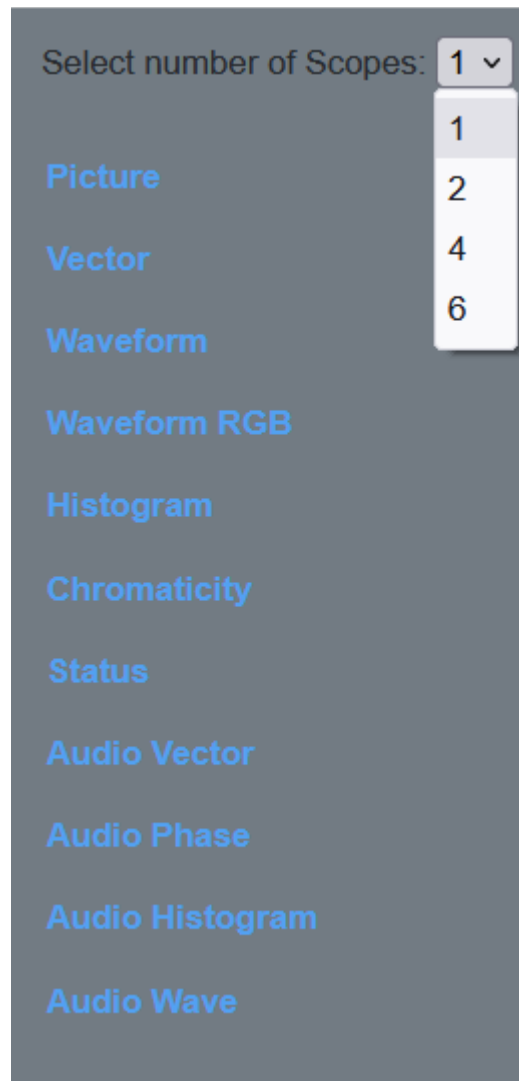 Select number of Scopes: 1
1
2
4
6
Picture
Vector
Waveform
Waveform RGB
Histogram
Chromaticity
Status
Audio Vector
Audio Phase
Audio Histogram
Audio Wave